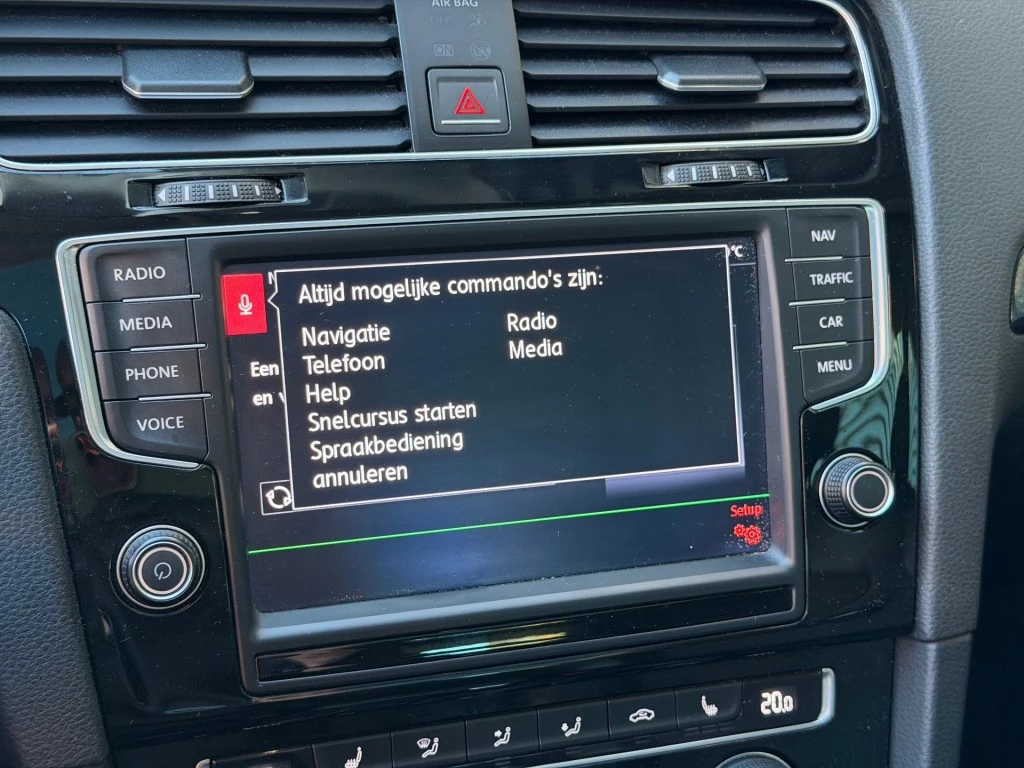 AIR BAG
ON
RADIO
MEDIA
PHONE
VOICE
Altijd mogelijke commando's zijn:
Navigatie
Telefoon
Help
Snelcursus starten
Spraakbediening
annuleren
Radio
Media
Een
en
°C
Setup
NAV
TRAFFIC
CAR
MENU
20.0